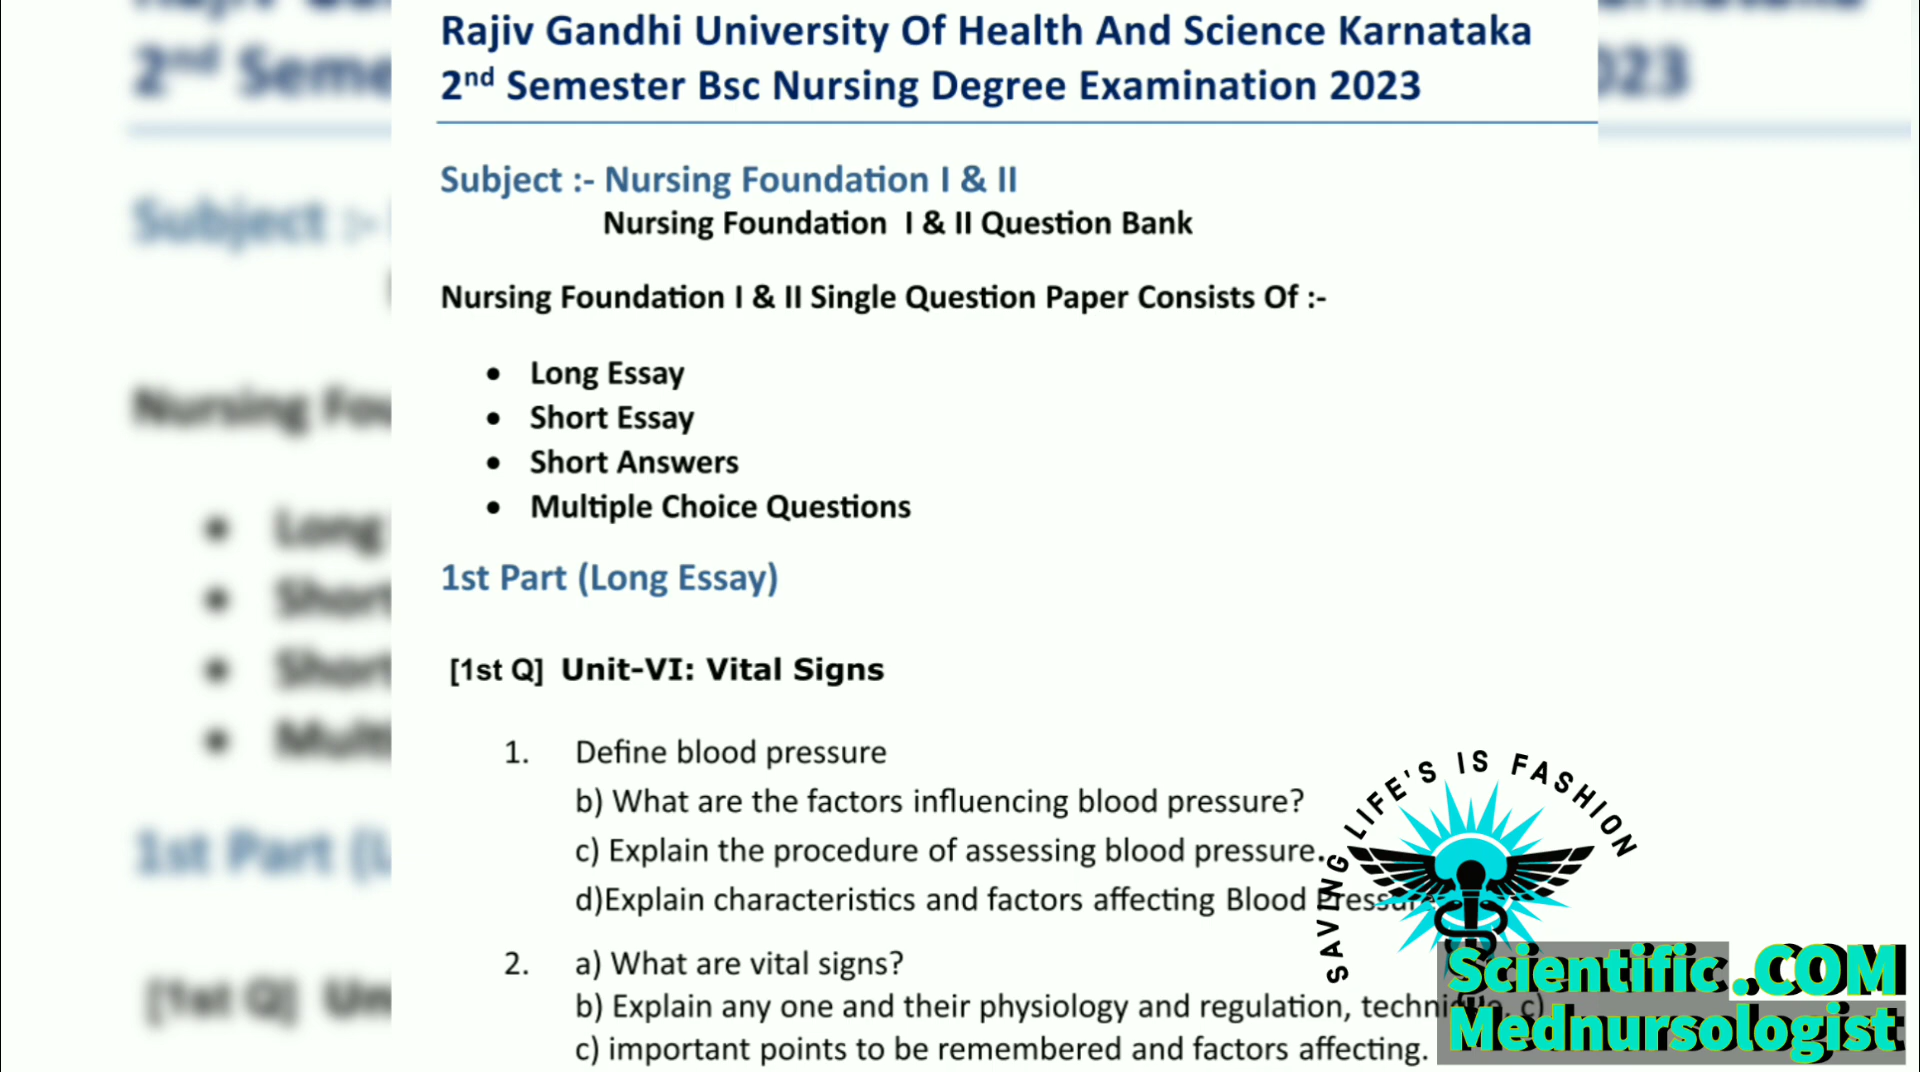 Rajiv Gandhi University Of Health And Science Karnataka
2nd Semester Bsc Nursing Degree Examination 2023
Subject :- Nursing Foundation I & II
Nursing Foundation I & II Question Bank
Nursing Foundation I & II Single Question Paper Consists Of :-
• Long Essay
• Short Essay
• Short Answers
• Multiple Choice Questions
1st Part (Long Essay)
[1st Q] Unit-VI: Vital Signs
1. Define blood pressure
b) What are the factors influencing blood pressure?
c) Explain the procedure of assessing blood pressure.
d)Explain characteristics and factors affecting Blood Pressure
2. a) What are vital signs?
b) Explain any one and their physiology and regulation, technique, c)
c) important points to be remembered and factors affecting.
SAVING LIFE'S IS FASHION
Scientific.COM
Mednursologist